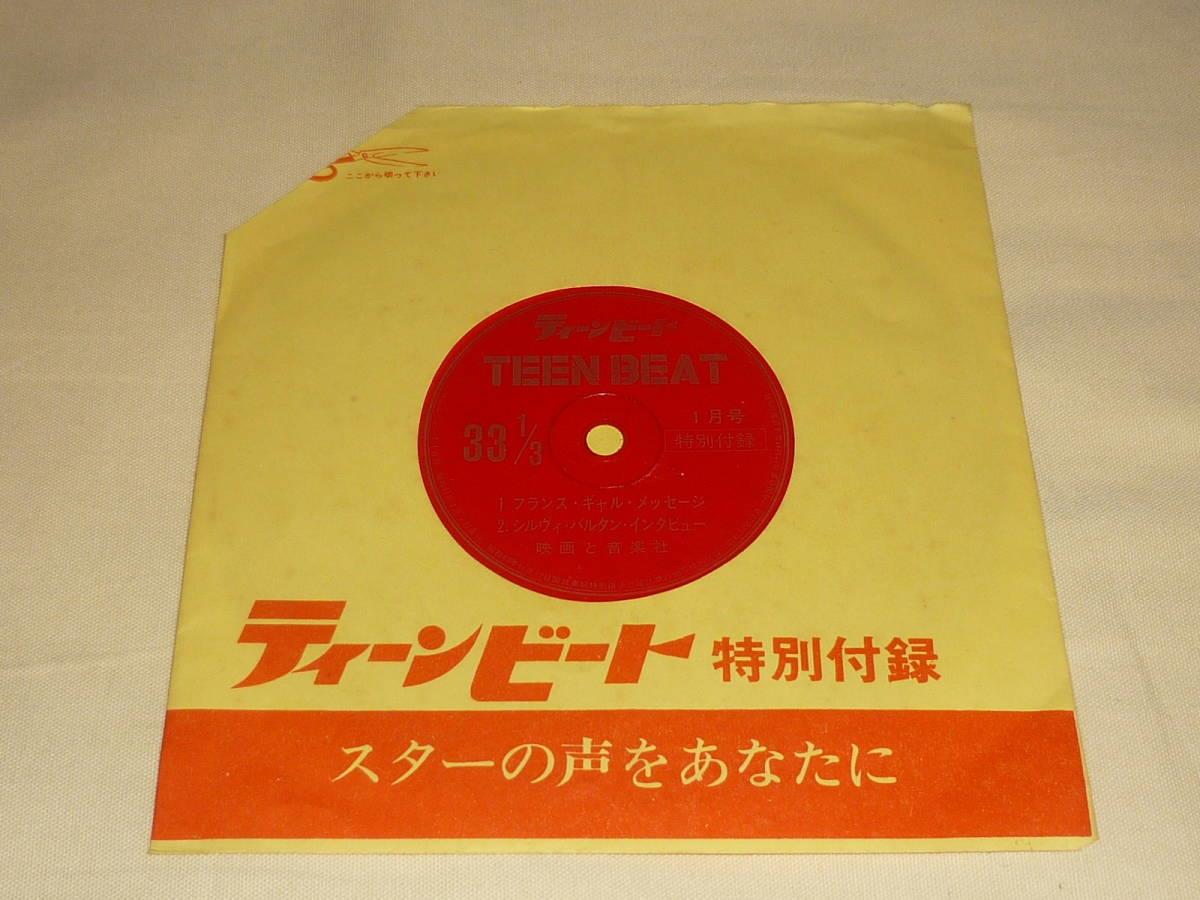 ここから切って下さい
ティーンビート
TEEN BEAT
33 1/3
1月号
特別付録
1 フランス・ギャル・メッセージ
2. シルヴィ・バルタン・インタビュー
映画と音楽社
ティーンビート 特別付録
スターの声をあなたに